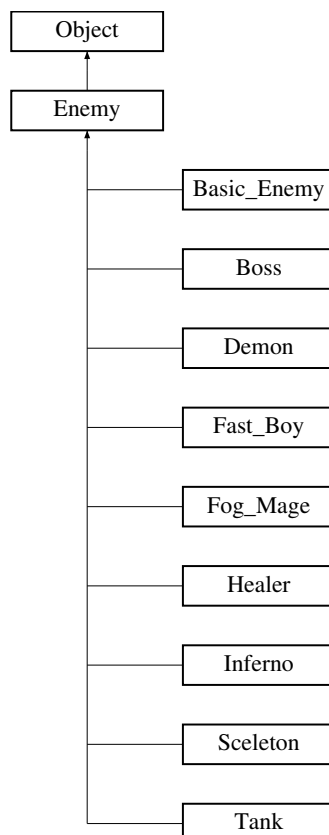 Object
Enemy
Basic_Enemy
Boss
Demon
Fast_Boy
Fog_Mage
Healer
Inferno
Sceleton
Tank